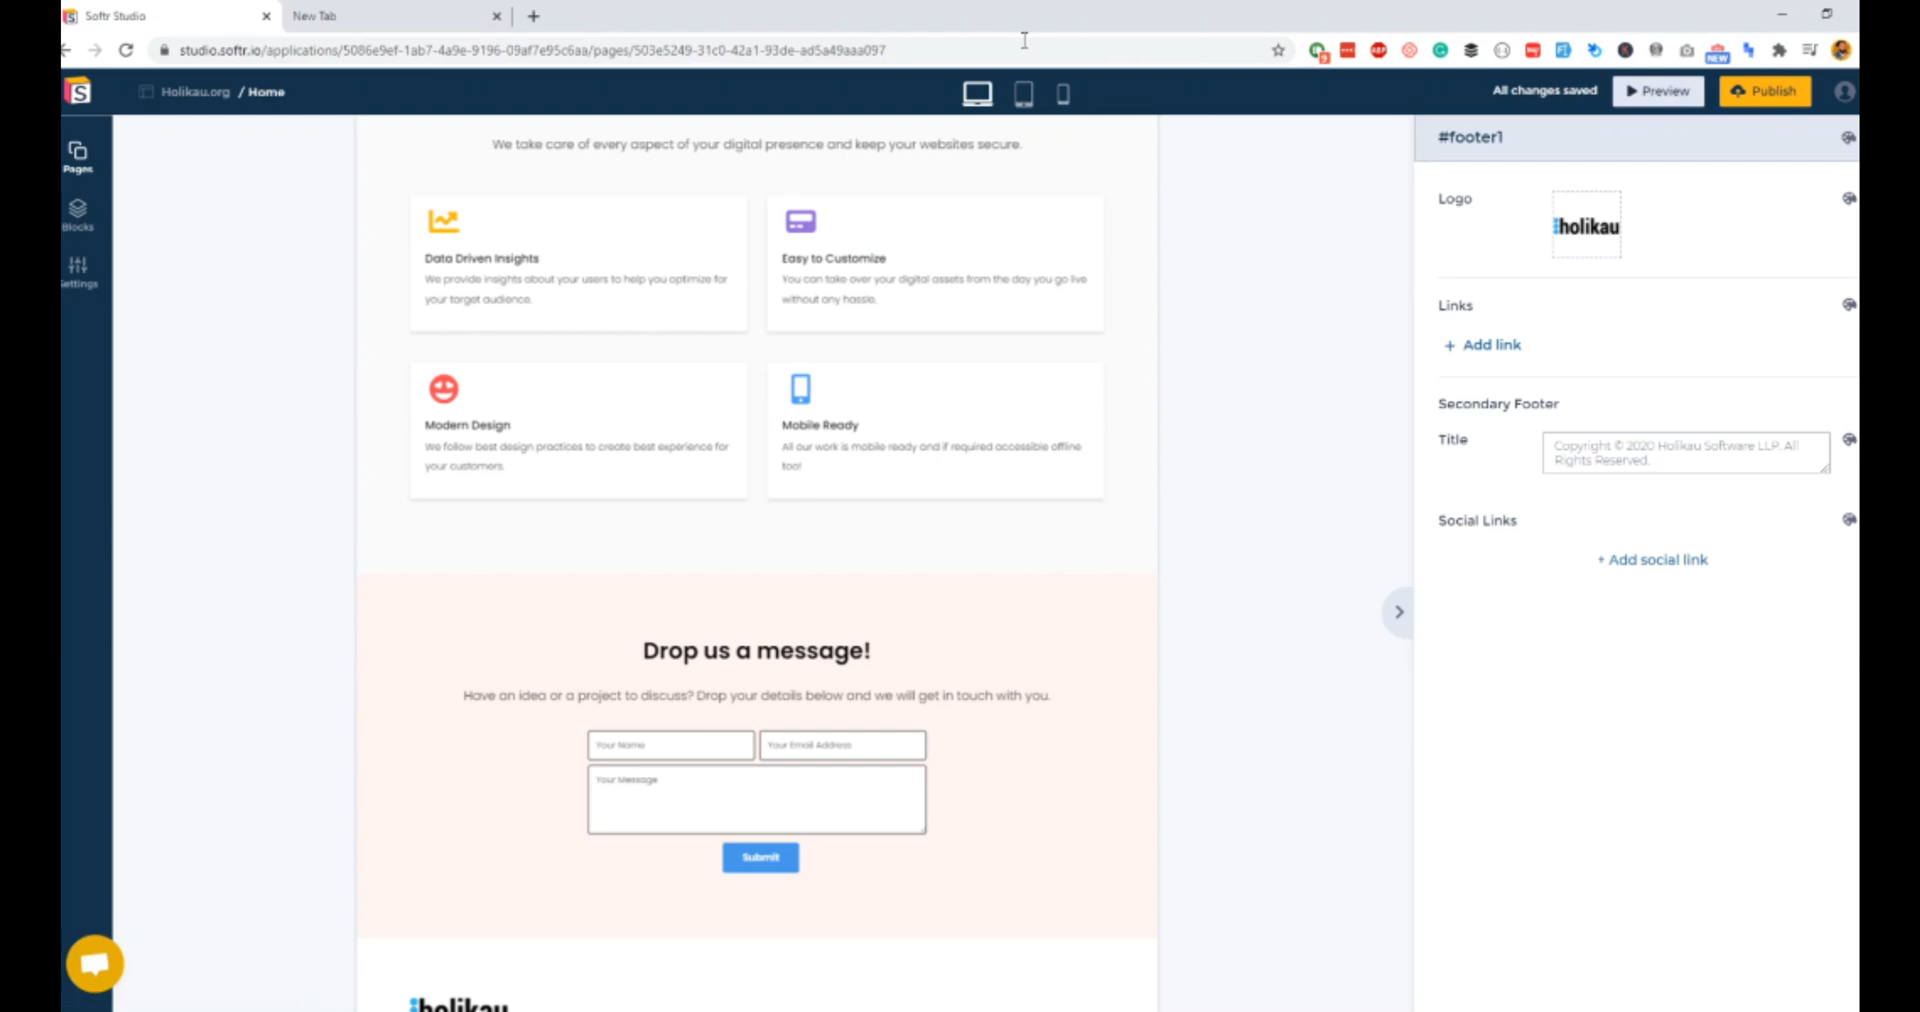 Softr Studio
New Tab
studio.softr.io/applications/5086e9ef-1ab7-4a9e-9196-09af7e95c6aa/pages/503e5249-31c0-42a1-93de-ad5a49aaa097
NEW
Holikau.org / Home
All changes saved
Preview
Publish
Pages
Blocks
Settings
We take care of every aspect of your digital presence and keep your websites secure.
Data Driven Insights
We provide insights about your users to help you optimize for
your target audience.
Easy to Customize
You can take over your digital assets from the day you go live
without any hassle.
Modern Design
We follow best design practices to create best experience for
your customers.
Mobile Ready
All our work is mobile ready and if required accessible offline
too!
Drop us a message!
Have an idea or a project to discuss? Drop your details below and we will get in touch with you.
Your Name
Your Email Address
Your Message
Submit
holikau
#footer1
Logo
holikau
Links
+ Add link
Secondary Footer
Title
Copyright © 2020 Holikau Software LLP. All
Rights Reserved.
Social Links
+ Add social link